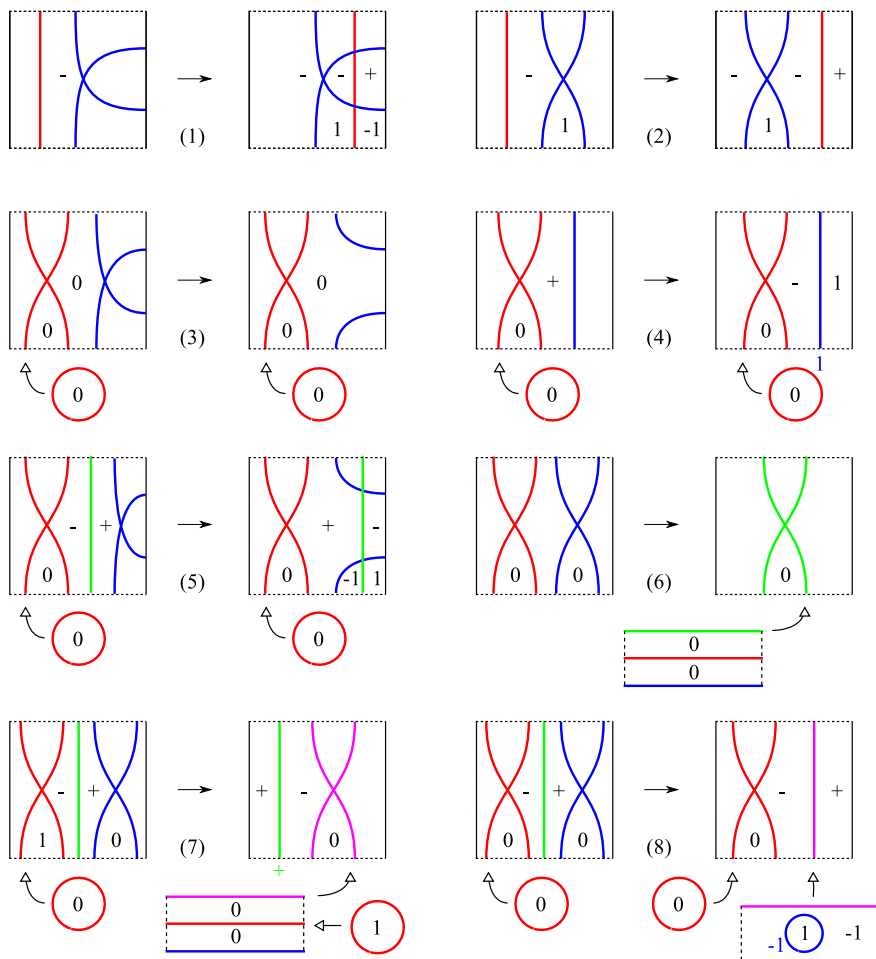 - - - + - - - +
1 -1 1 1
(1) (2)
0 0 + - 1
0 0 0 0
(3) (4)
1
0 0 0 0
- + + -
0 0 -1 1 0 0 0
(5) (6)
0 0
0
0
- + + - - + - +
1 0 0 0 0 0
(7) (8)
+
0 0 0
0 1 -1
0 1 -1